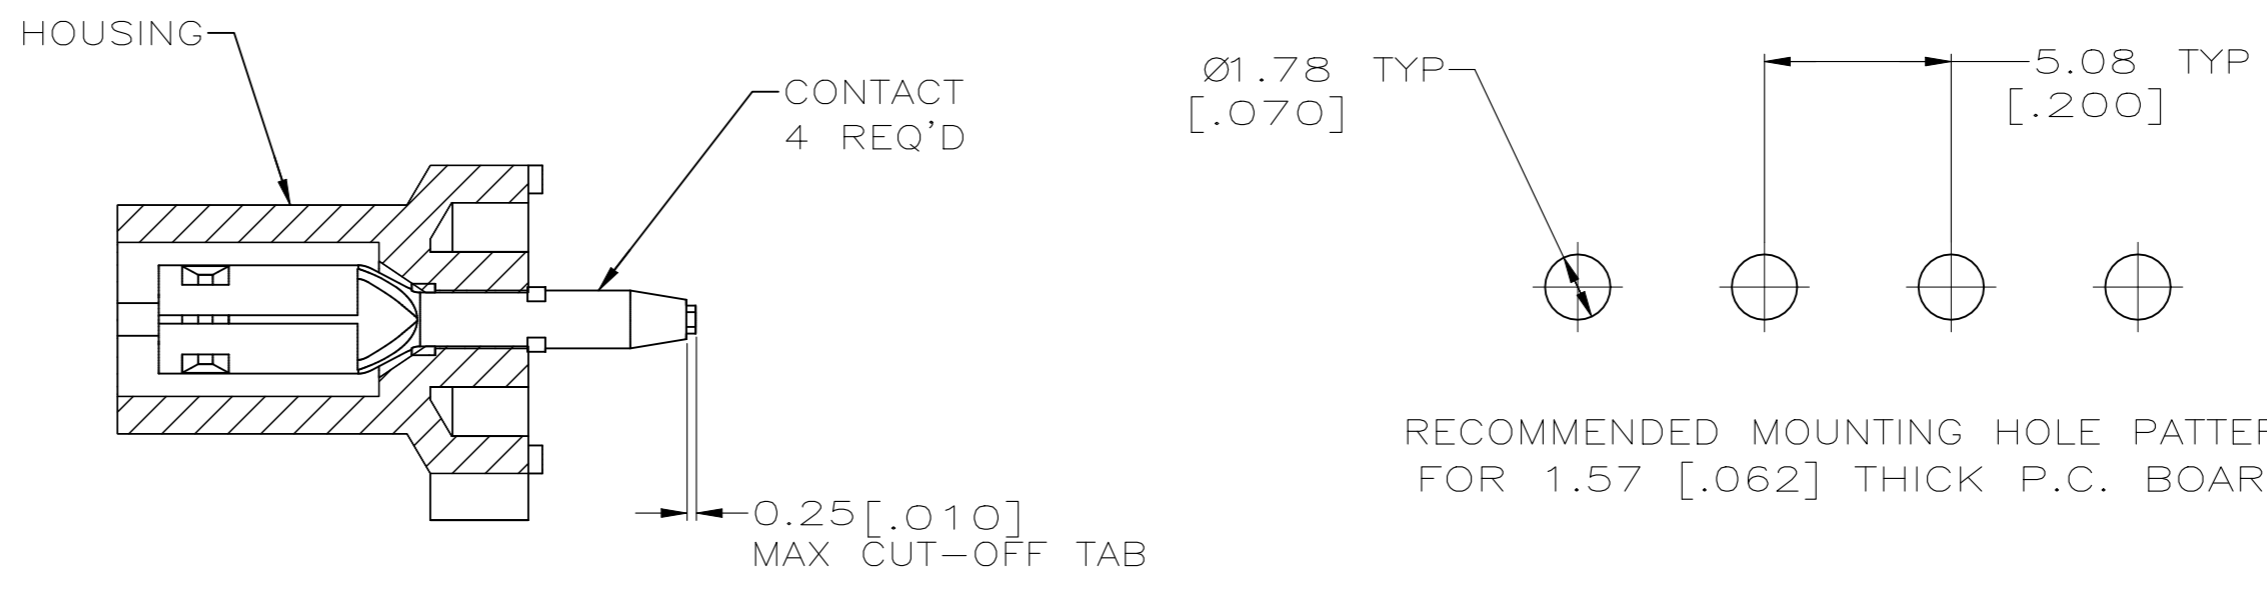 HOUSING
CONTACT
4 REQ'D
0.25[.010]
MAX CUT-OFF TAB
Ø1.78 TYP
[.070]
5.08 TYP
[.200]
RECOMMENDED MOUNTING HOLE PATTER
FOR 1.57 [.062] THICK P.C. BOAR